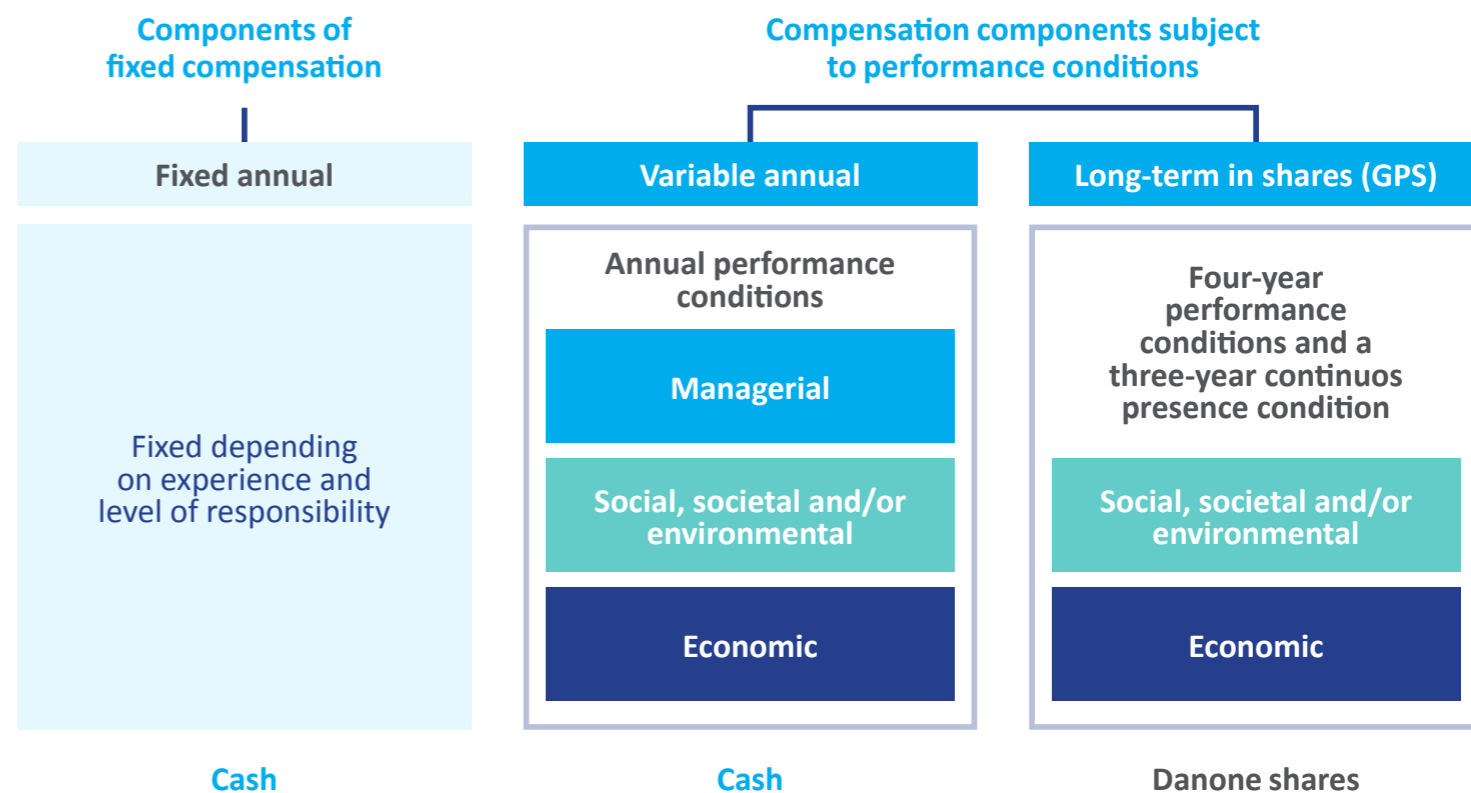 Components of
fixed compensation
Compensation components subject
to performance conditions
Fixed annual
Variable annual
Long-term in shares (GPS)
Fixed depending
on experience and
level of responsibility
Annual performance
conditions
Managerial
Social, societal and/or
environmental
Economic
Four-year
performance
conditions and a
three-year continuos
presence condition
Social, societal and/or
environmental
Economic
Cash
Cash
Danone shares